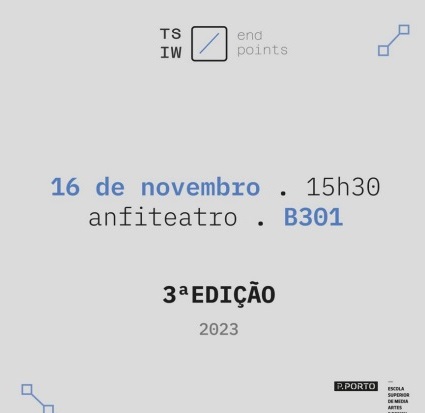 TS
IW
end
points
16 de novembro . 15h30
anfiteatro . B301
3ªEDIÇÃO
2023
P.PORTO
ESCOLA
SUPERIOR
DE MEDIA
ARTES